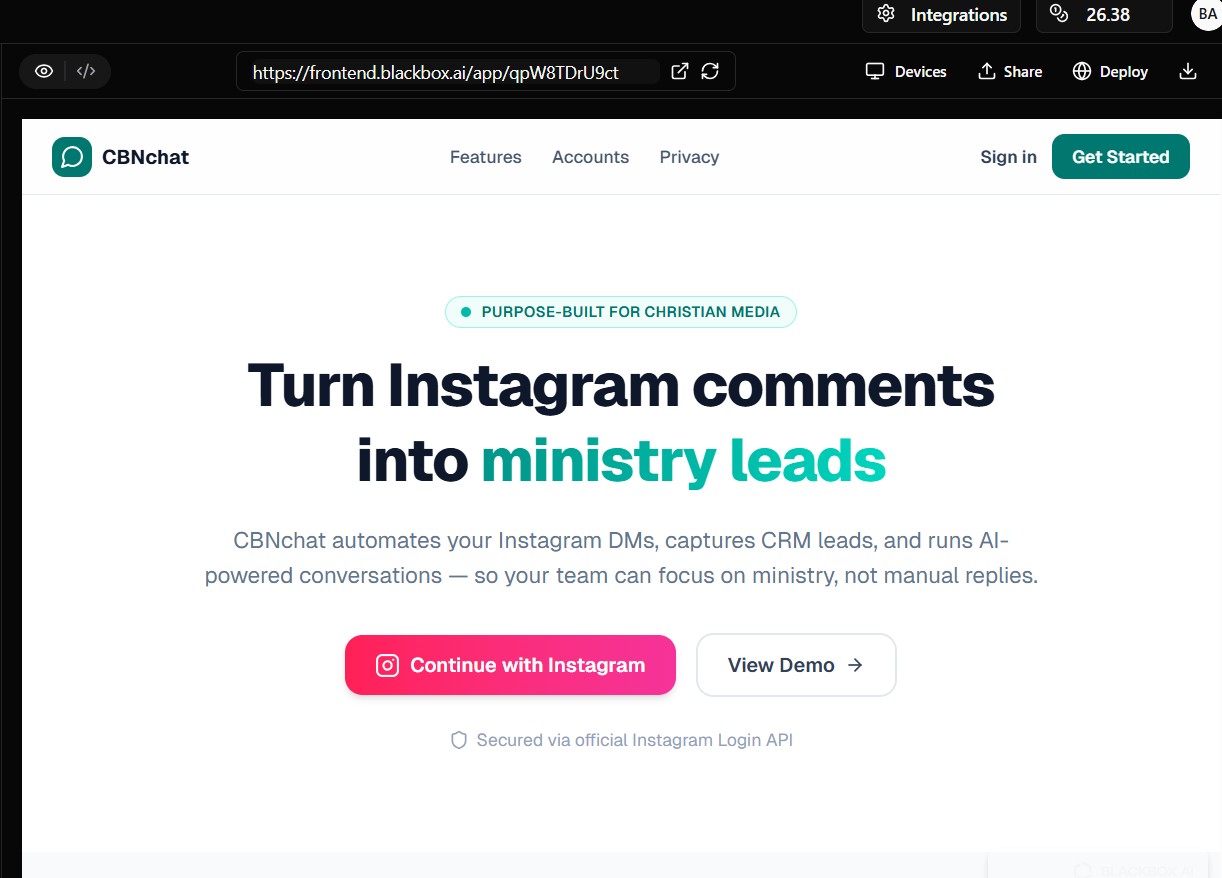 Integrations
26.38
BA
https://frontend.blackbox.ai/app/qpW8TDrU9ct
Devices
Share
Deploy
CBNchat
Features
Accounts
Privacy
Sign in
Get Started
PURPOSE-BUILT FOR CHRISTIAN MEDIA
Turn Instagram comments
into ministry leads
CBNchat automates your Instagram DMs, captures CRM leads, and runs AI-
powered conversations — so your team can focus on ministry, not manual replies.
Continue with Instagram
View Demo
Secured via official Instagram Login API